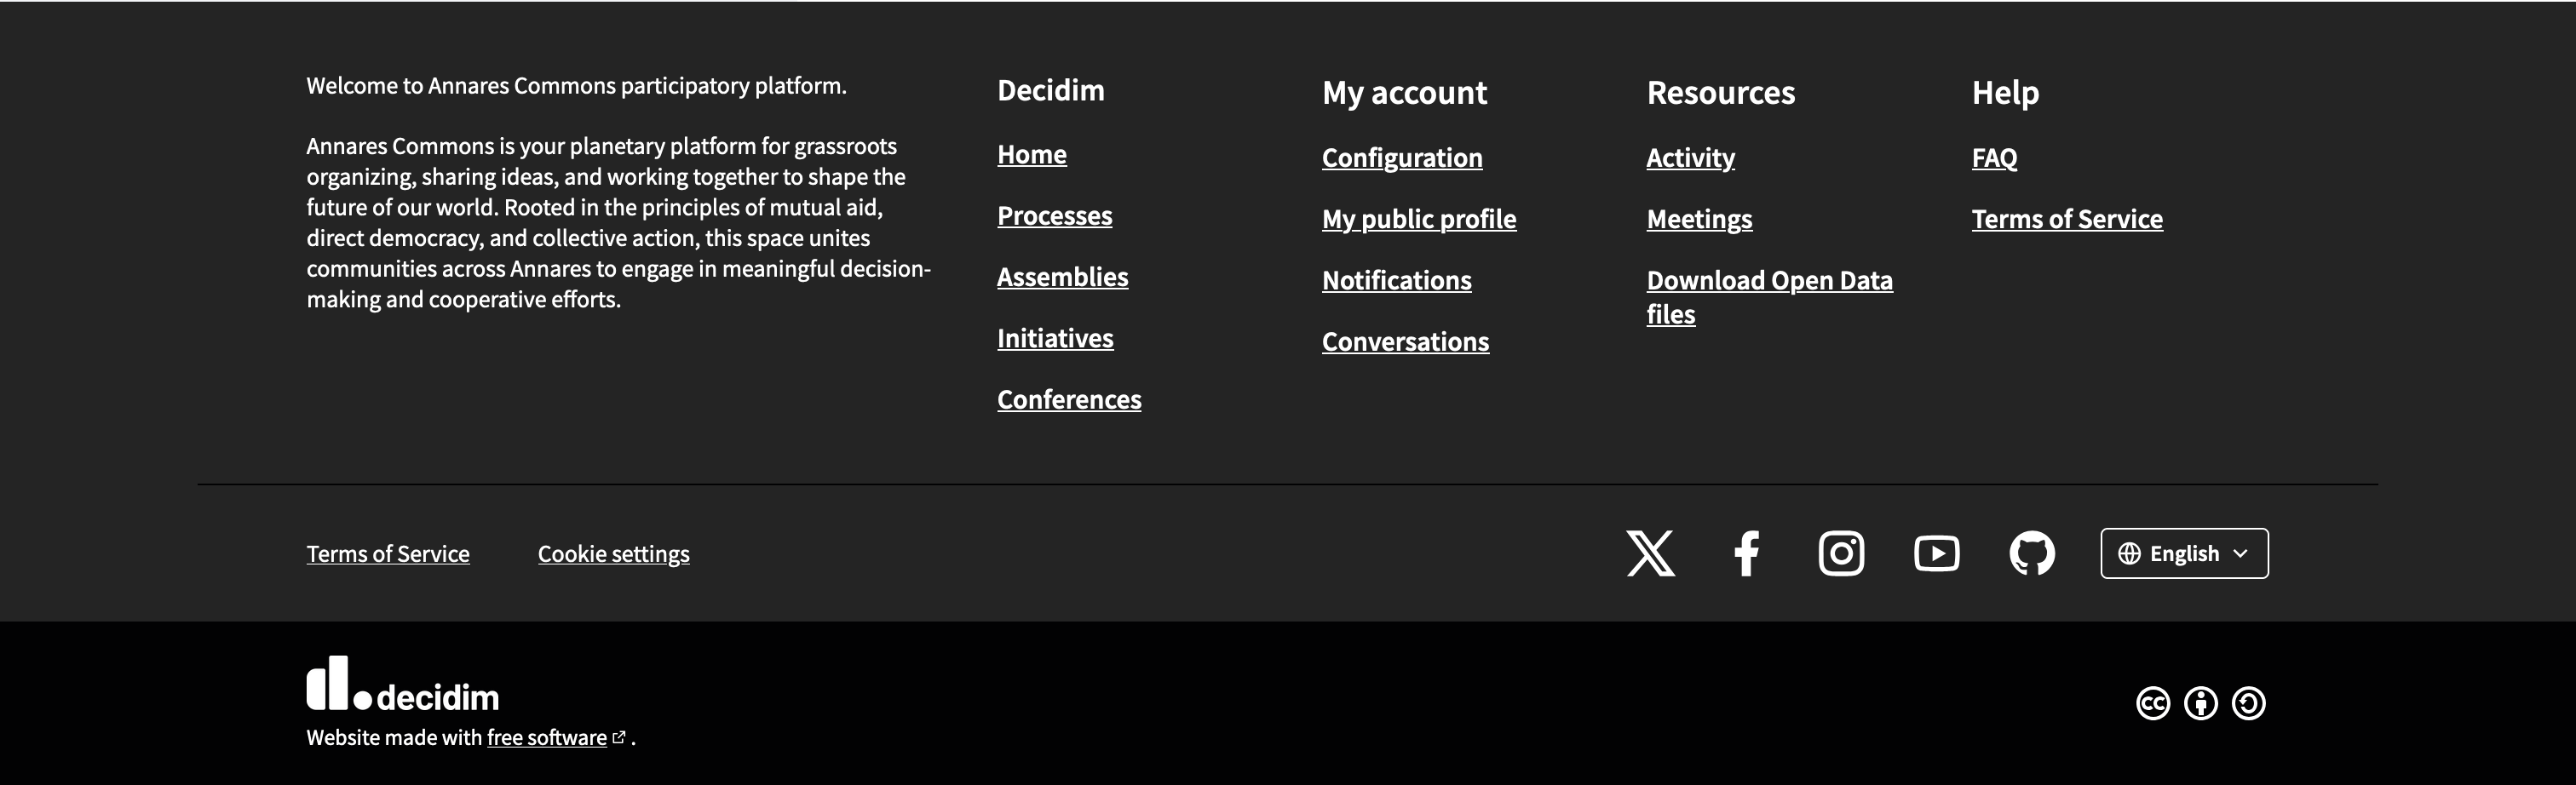 Welcome to Annares Commons participatory platform.
Annares Commons is your planetary platform for grassroots
organizing, sharing ideas, and working together to shape the
future of our world. Rooted in the principles of mutual aid,
direct democracy, and collective action, this space unites
communities across Annares to engage in meaningful decision-
making and cooperative efforts.
Decidim
Home
Processes
Assemblies
Initiatives
Conferences
My account
Configuration
My public profile
Notifications
Conversations
Resources
Activity
Meetings
Download Open Data
files
Help
FAQ
Terms of Service
Terms of Service
Cookie settings
English
decidim
Website made with free software .
cc